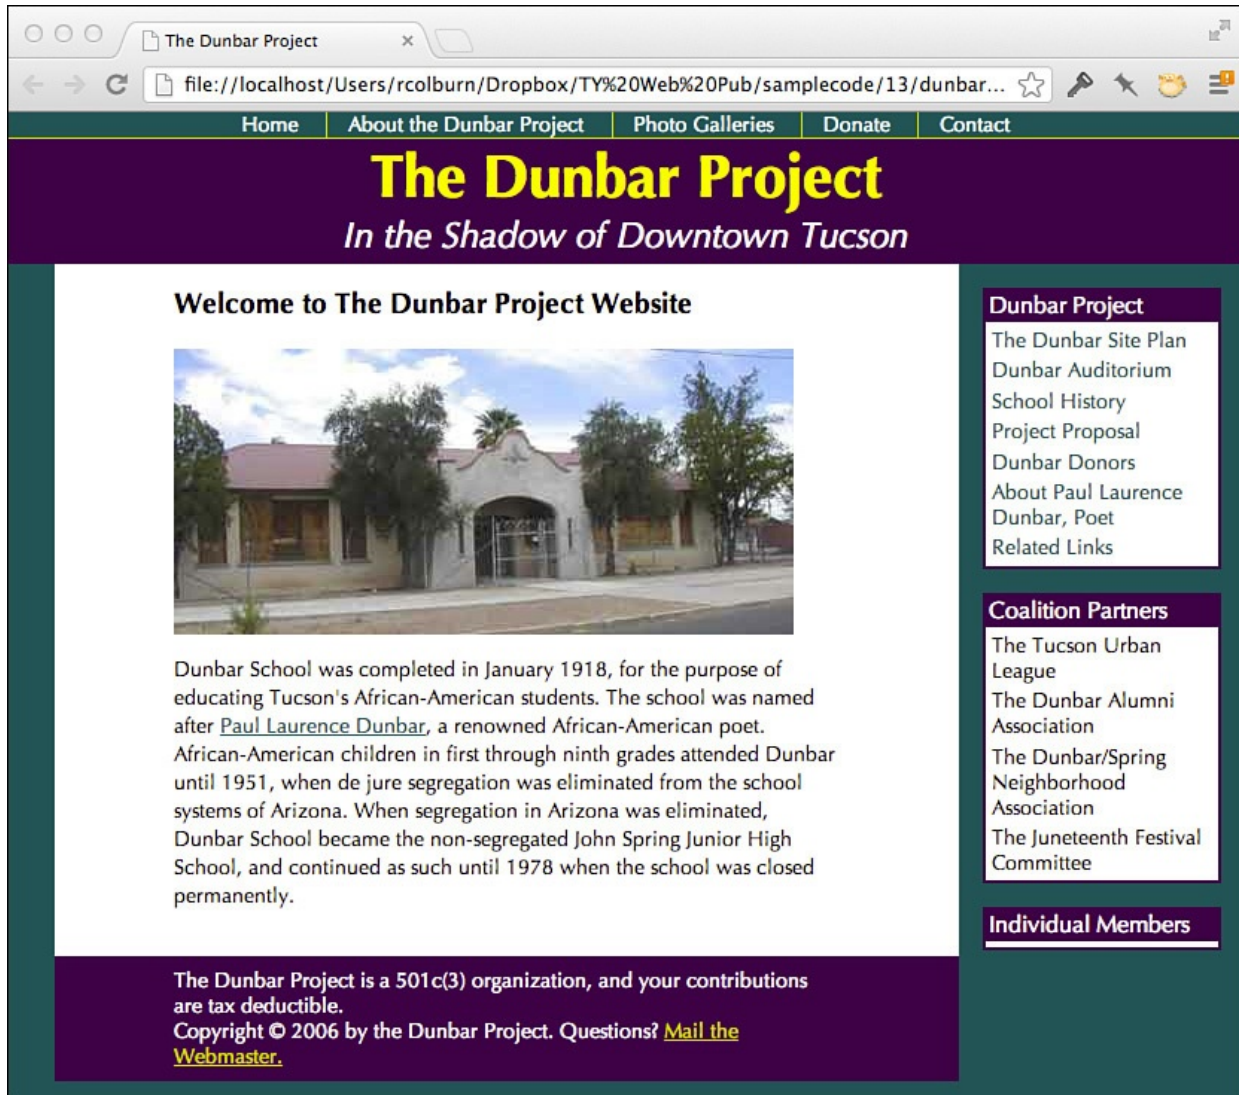 The Dunbar Project
file://localhost/Users/rcolburn/Dropbox/TY%20Web%20Pub/samplecode/13/dunbar...
Home About the Dunbar Project Photo Galleries Donate Contact
The Dunbar Project
In the Shadow of Downtown Tucson
Welcome to The Dunbar Project Website
Dunbar School was completed in January 1918, for the purpose of
educating Tucson's African-American students. The school was named
after Paul Laurence Dunbar, a renowned African-American poet.
African-American children in first through ninth grades attended Dunbar
until 1951, when de jure segregation was eliminated from the school
systems of Arizona. When segregation in Arizona was eliminated,
Dunbar School became the non-segregated John Spring Junior High
School, and continued as such until 1978 when the school was closed
permanently.
The Dunbar Project is a 501c(3) organization, and your contributions
are tax deductible.
Copyright © 2006 by the Dunbar Project. Questions? Mail the
Webmaster.
Dunbar Project
The Dunbar Site Plan
Dunbar Auditorium
School History
Project Proposal
Dunbar Donors
About Paul Laurence
Dunbar, Poet
Related Links
Coalition Partners
The Tucson Urban
League
The Dunbar Alumni
Association
The Dunbar/Spring
Neighborhood
Association
The Juneteenth Festival
Committee
Individual Members